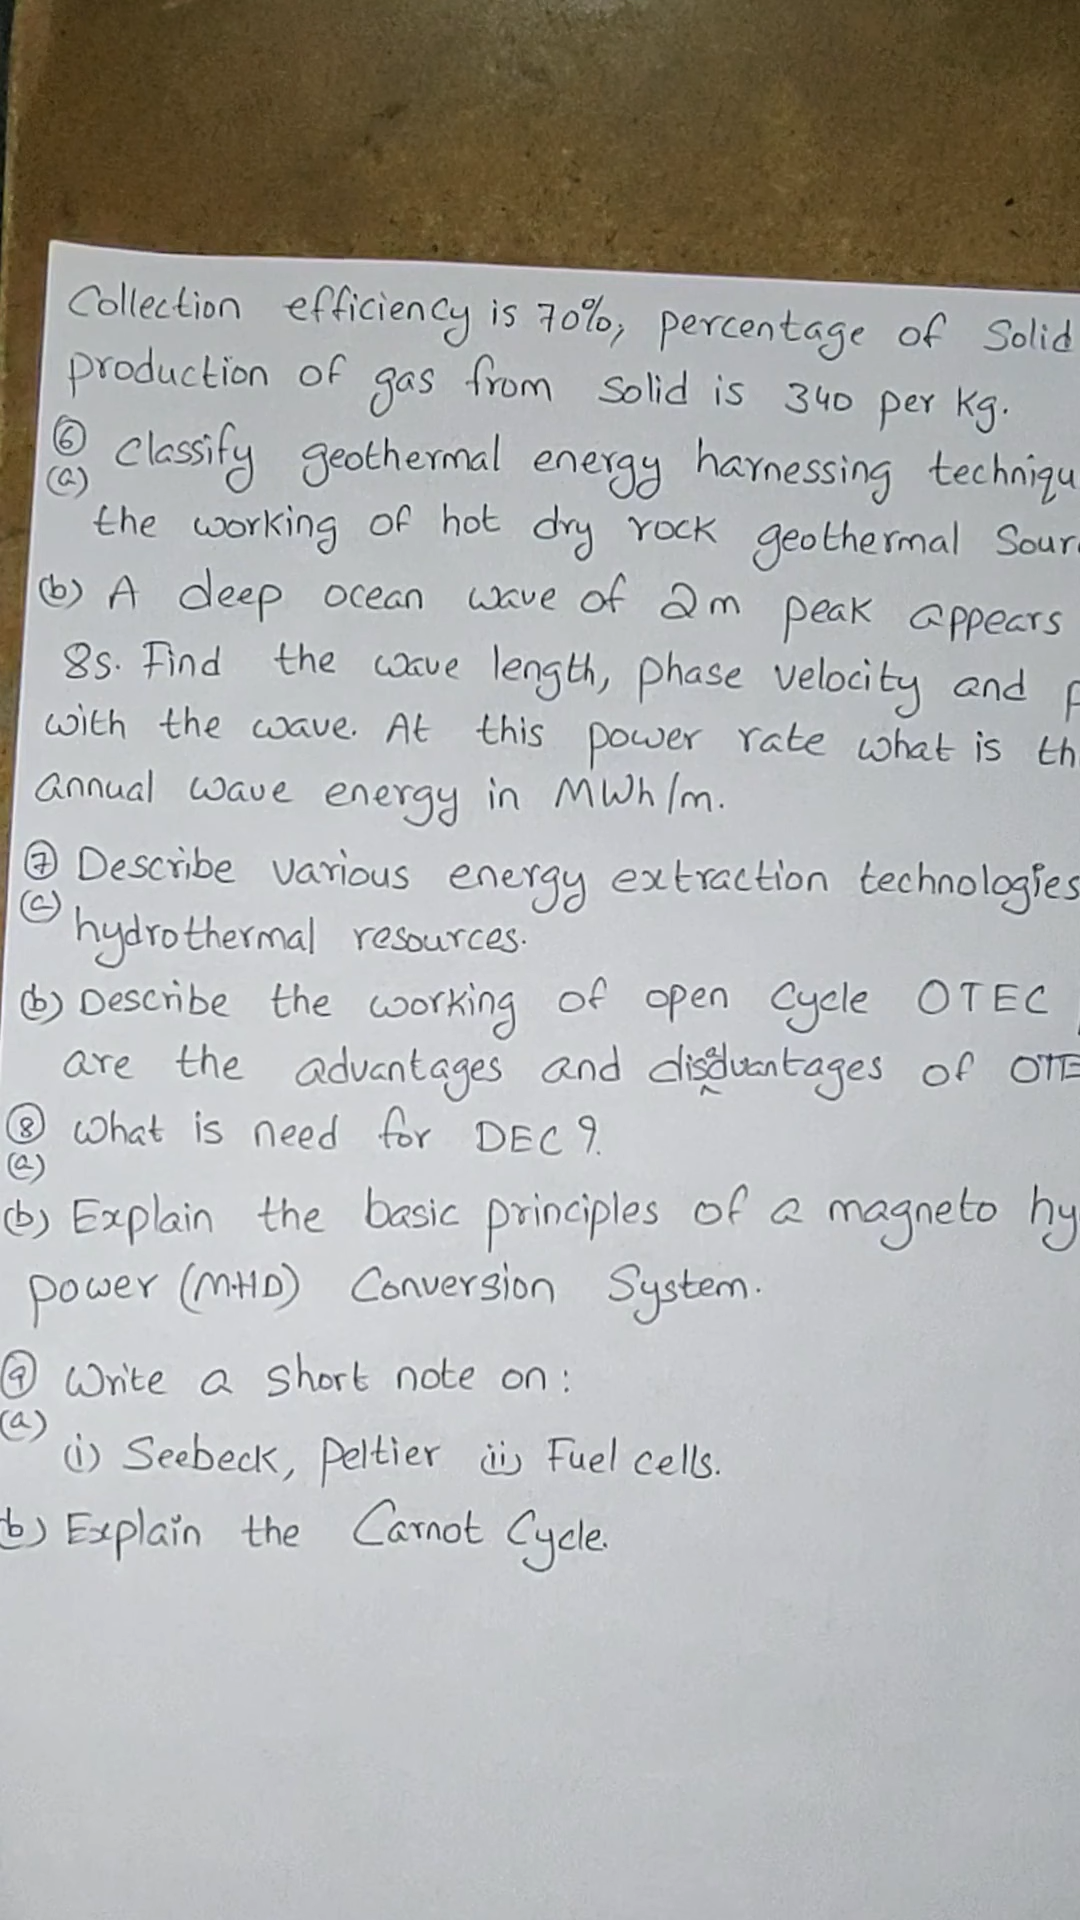 Collection efficiency is 70%, percentage of Solid
production of gas from Solid is 340 per kg.
⑥ Classify geothermal energy harnessing
(a)
the working of hot dry rock geothermal
(b) A deep ocean wave of 2m peak appears
8s. Find the wave length, phase velocity and
with the wave. At this power rate what is
annual wave energy in MWh/m.
⑦ Describe various energy extraction technologies
hydrothermal resources.
(b) Describe the working of open cycle OTEC
are the advantages and disadvantages of
⑧ What is need for DEC?
(a)
(b) Explain the basic principles of a magneto
power (MHD) Conversion System.
⑨ Write a short note on:
(a)
(i) Seebeck, Peltier (ii) Fuel cells.
b) Explain the Carnot Cycle.